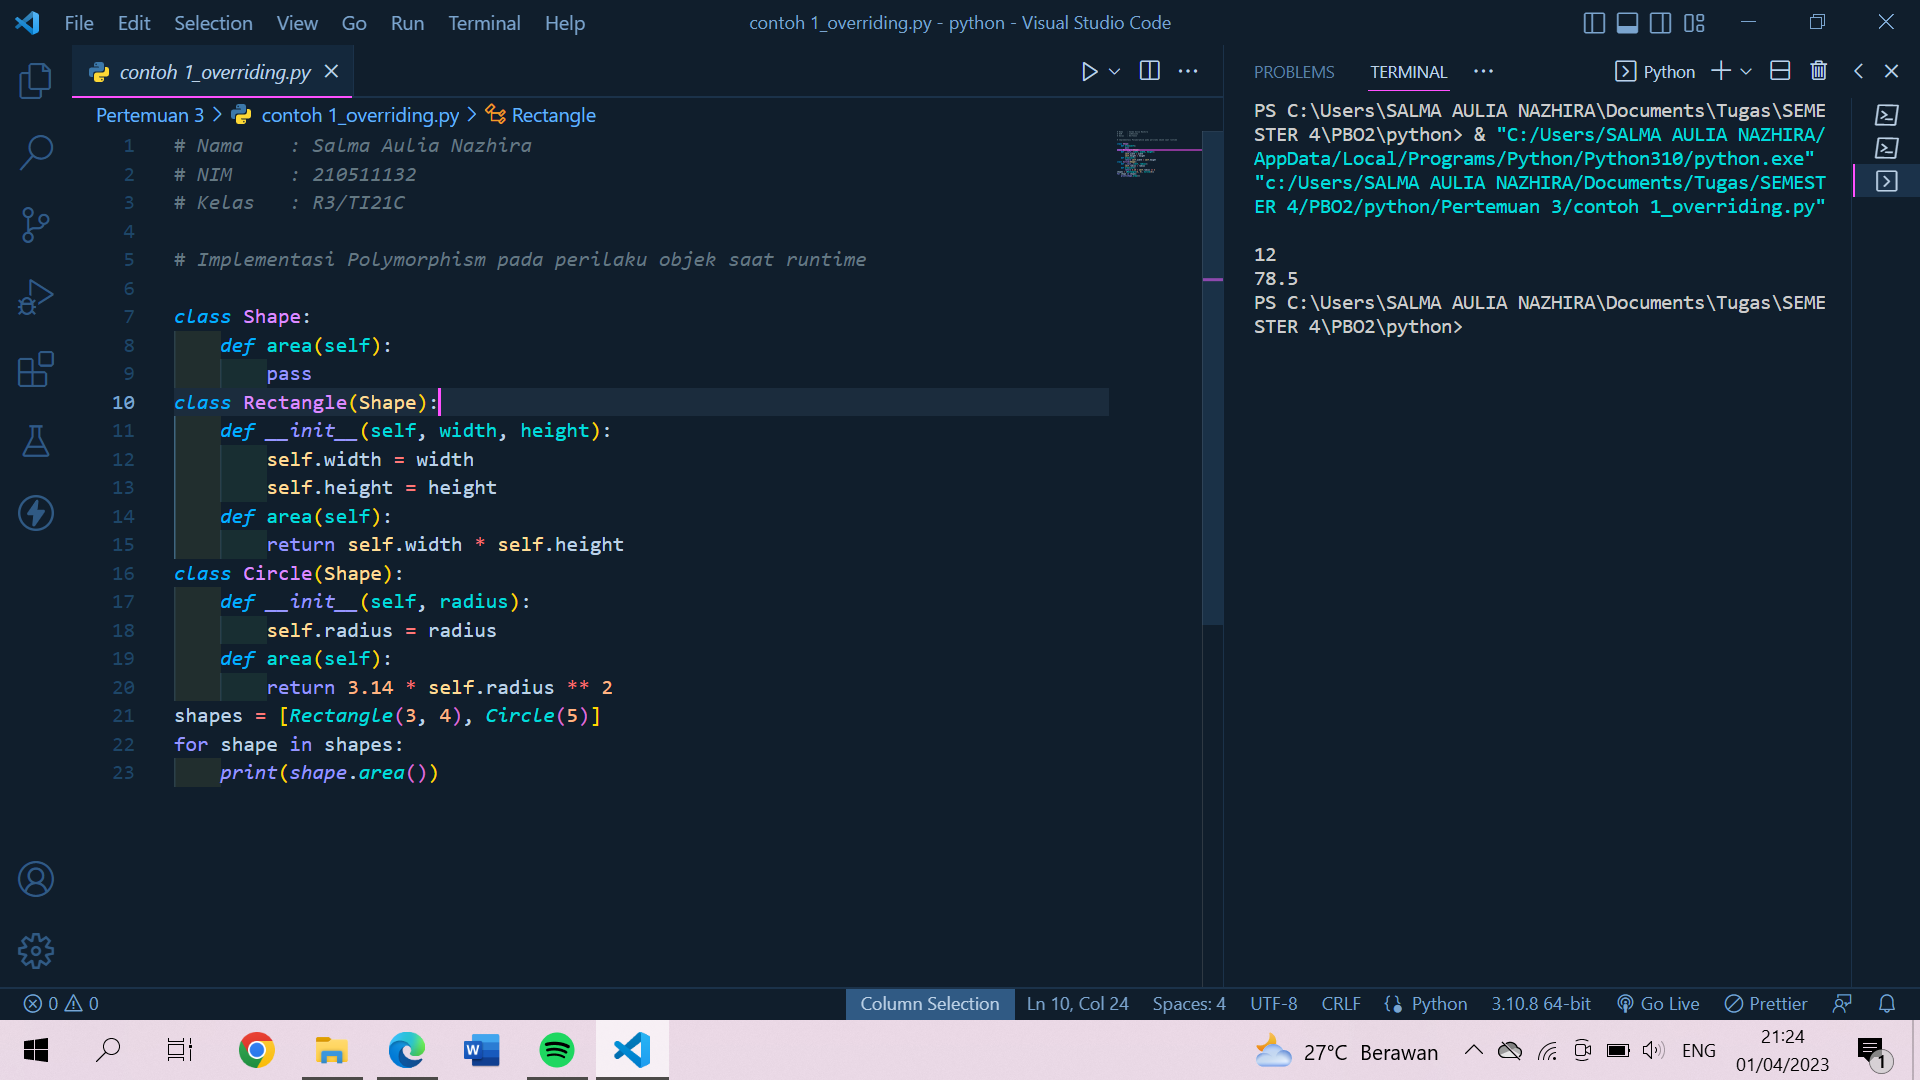 File Edit Selection View Go Run Terminal Help
contoh 1_overriding.py - python - Visual Studio Code
contoh 1_overriding.py
Pertemuan 3 > contoh 1_overriding.py > Rectangle
1 # Nama    : Salma Aulia Nazhira
2 # NIM     : 210511132
3 # Kelas   : R3/TI21C
4
5 # Implementasi Polymorphism pada perilaku objek saat runtime
6
7 class Shape:
8     def area(self):
9         pass
10 class Rectangle(Shape):
11     def __init__(self, width, height):
12         self.width = width
13         self.height = height
14     def area(self):
15         return self.width * self.height
16 class Circle(Shape):
17     def __init__(self, radius):
18         self.radius = radius
19     def area(self):
20         return 3.14 * self.radius ** 2
21 shapes = [Rectangle(3, 4), Circle(5)]
22 for shape in shapes:
23     print(shape.area())
PROBLEMS TERMINAL ··· Python
PS C:\Users\SALMA AULIA NAZHIRA\Documents\Tugas\SEME
STER 4\PBO2\python> & "C:/Users/SALMA AULIA NAZHIRA/
AppData/Local/Programs/Python/Python310/python.exe"
"c:/Users/SALMA AULIA NAZHIRA/Documents/Tugas/SEMEST
ER 4/PBO2/python/Pertemuan 3/contoh 1_overriding.py"
12
78.5
PS C:\Users\SALMA AULIA NAZHIRA\Documents\Tugas\SEME
STER 4\PBO2\python>
0 0 Column Selection Ln 10, Col 24 Spaces: 4 UTF-8 CRLF Python 3.10.8 64-bit Go Live Prettier
27°C Berawan ENG 21:24
01/04/2023
1